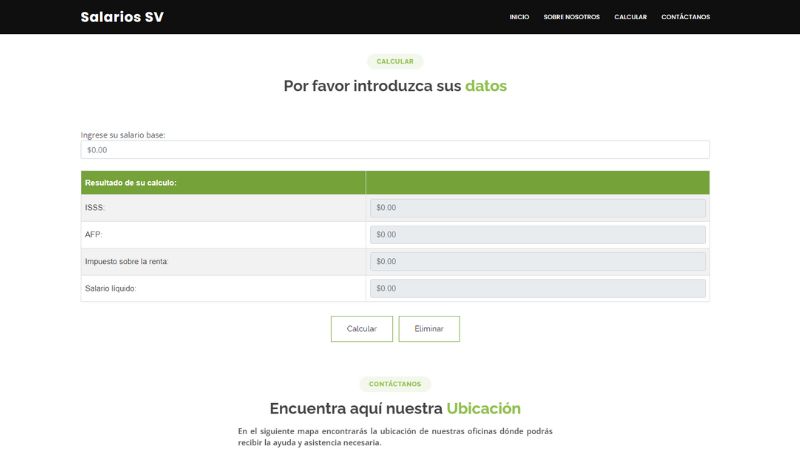 Salarios SV
INICIO SOBRE NOSOTROS CALCULAR CONTÁCTANOS
CALCULAR
Por favor introduzca sus datos
Ingrese su salario base:
$0.00
Resultado de su calculo:
ISSS: $0.00
AFP: $0.00
Impuesto sobre la renta: $0.00
Salario líquido: $0.00
Calcular Eliminar
CONTÁCTANOS
Encuentra aquí nuestra Ubicación
En el siguiente mapa encontrarás la ubicación de nuestras oficinas dónde podrás
recibir la ayuda y asistencia necesaria.